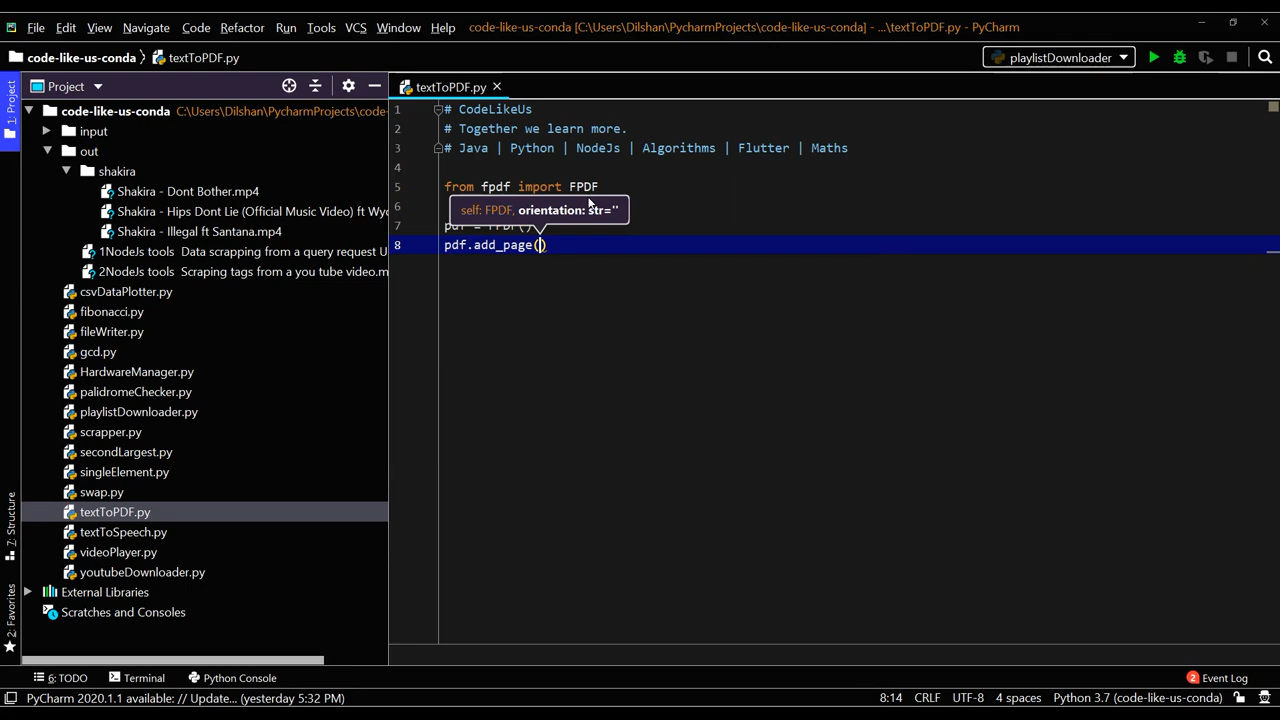 File Edit View Navigate Code Refactor Run Tools VCS Window Help code-like-us-conda [C:\Users\Dilshan\PycharmProjects\code-like-us-conda] - ...\textToPDF.py - PyCharm
code-like-us-conda textToPDF.py playlistDownloader
1: Project
Project
code-like-us-conda C:\Users\Dilshan\PycharmProjects\code-
input
out
shakira
Shakira - Dont Bother.mp4
Shakira - Hips Dont Lie (Official Music Video) ft Wyc
Shakira - Illegal ft Santana.mp4
1NodeJs tools Data scrapping from a query request U
2NodeJs tools Scraping tags from a you tube video.m
csvDataPlotter.py
fibonacci.py
fileWriter.py
gcd.py
HardwareManager.py
palidromeChecker.py
playlistDownloader.py
scrapper.py
secondLargest.py
singleElement.py
swap.py
textToPDF.py
textToSpeech.py
videoPlayer.py
youtubeDownloader.py
External Libraries
Scratches and Consoles
7: Structure
2: Favorites
textToPDF.py
1 # CodeLikeUs
2 # Together we learn more.
3 # Java | Python | NodeJs | Algorithms | Flutter | Maths
4
5 from fpdf import FPDF
6
self: FPDF, orientation: str=''
7 pdf = FPDF()
8 pdf.add_page()
6: TODO Terminal Python Console 2 Event Log
PyCharm 2020.1.1 available: // Update... (yesterday 5:32 PM) 8:14 CRLF UTF-8 4 spaces Python 3.7 (code-like-us-conda)